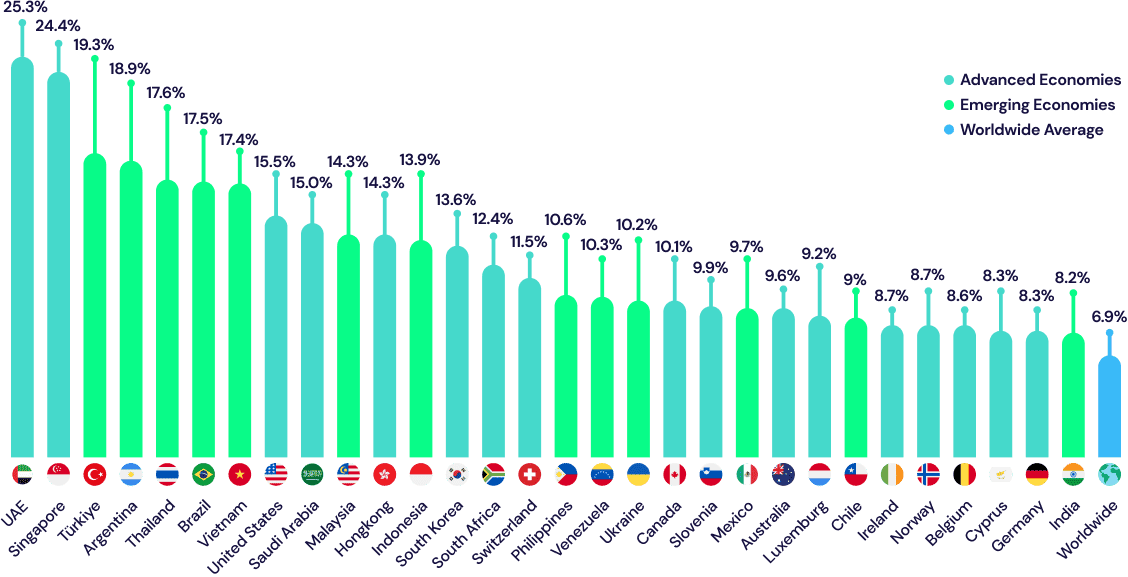 25.3%
24.4%
19.3%
18.9%
17.6%
17.5%
17.4%
15.5%
15.0%
14.3%
14.3%
13.9%
13.6%
12.4%
11.5%
10.6%
10.3%
10.2%
10.1%
9.9%
9.7%
9.6%
9.2%
9%
8.7%
8.7%
8.6%
8.3%
8.3%
8.2%
6.9%
Advanced Economies
Emerging Economies
Worldwide Average
UAE
Singapore
Türkiye
Argentina
Thailand
Brazil
Vietnam
United States
Saudi Arabia
Malaysia
Hongkong
Indonesia
South Korea
South Africa
Switzerland
Philippines
Venezuela
Ukraine
Canada
Slovenia
Mexico
Australia
Luxemburg
Chile
Ireland
Norway
Belgium
Cyprus
Germany
India
Worldwide